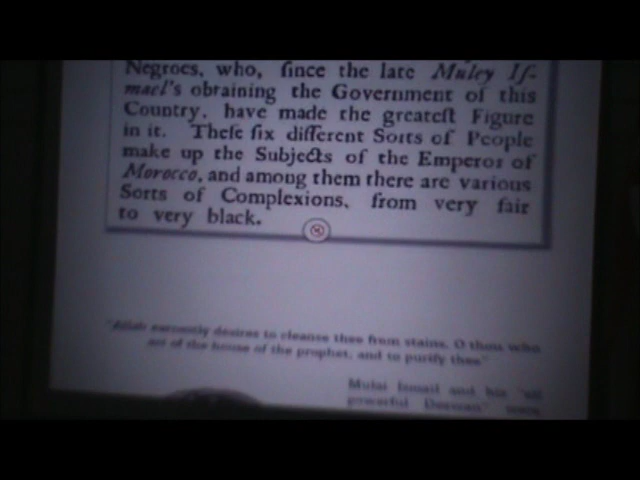 Negroes, who, ſince the late Muley Iſ-
mael's obtaining the Government of this
Country, have made the greateſt Figure
in it. Theſe ſix different Sorts of People
make up the Subjects of the Emperor of
Morocco, and among them there are various
Sorts of Complexions, from very fair
to very black.
"Allah earnestly desires to cleanse thee from stains, O thou who
art of the house of the prophet, and to purify thee"
Mulai Ismail and his "all
powerful